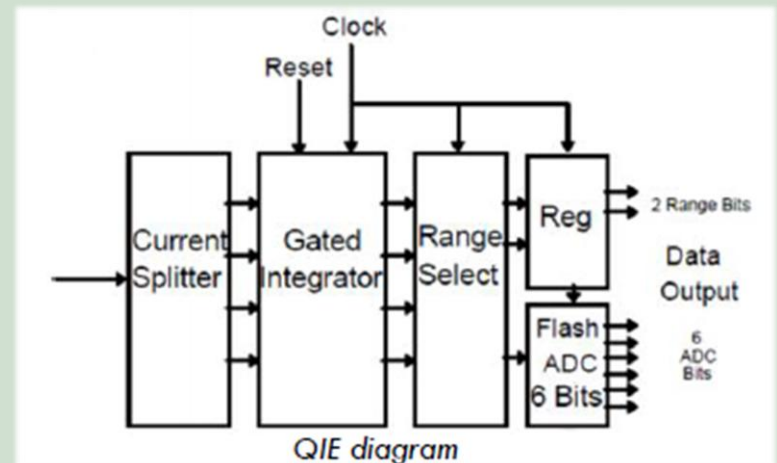 Clock
Reset
Current
Splitter
Gated
Integrator
Range
Select
Reg
2 Range Bits
Data
Output
Flash
ADC
6 Bits
6
ADC
Bits
QIE diagram